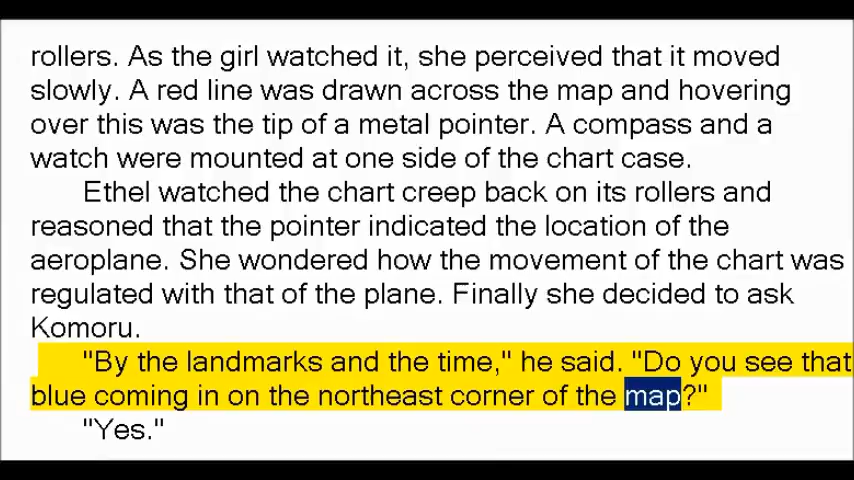 rollers. As the girl watched it, she perceived that it moved
slowly. A red line was drawn across the map and hovering
over this was the tip of a metal pointer. A compass and a
watch were mounted at one side of the chart case.
Ethel watched the chart creep back on its rollers and
reasoned that the pointer indicated the location of the
aeroplane. She wondered how the movement of the chart was
regulated with that of the plane. Finally she decided to ask
Komoru.
"By the landmarks and the time," he said. "Do you see that
blue coming in on the northeast corner of the map?"
"Yes."